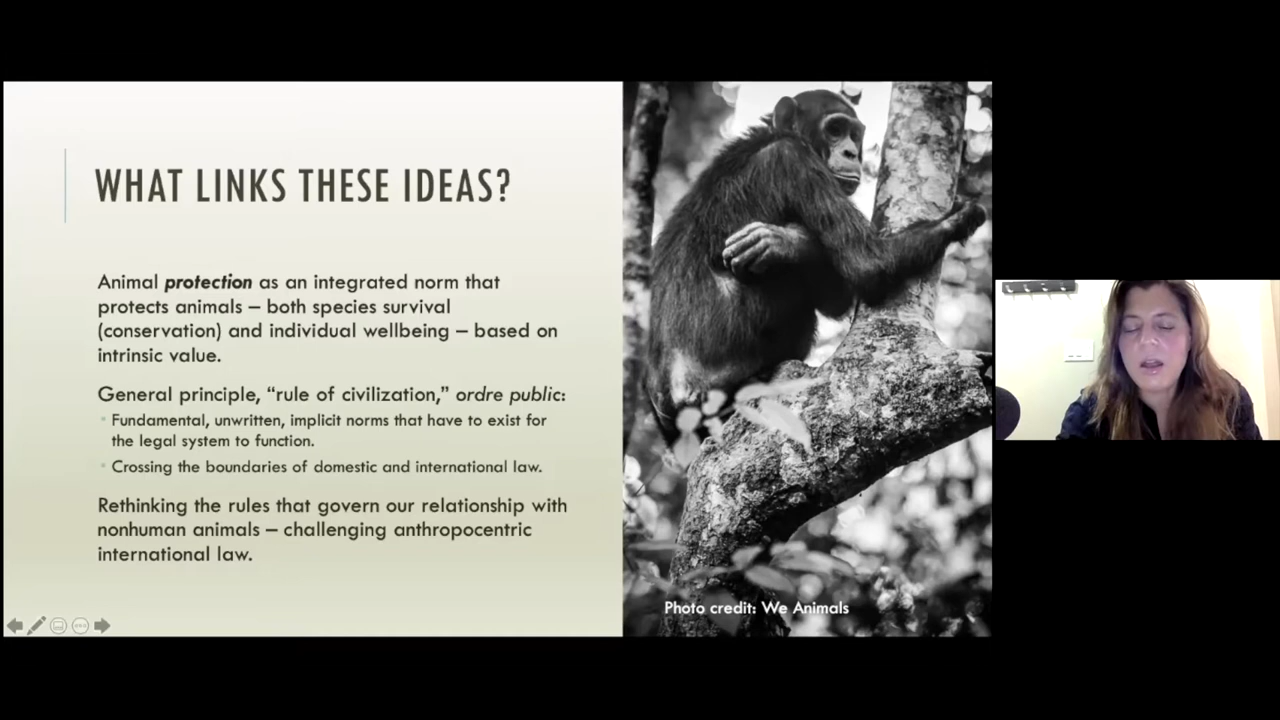 WHAT LINKS THESE IDEAS?
Animal protection as an integrated norm that
protects animals – both species survival
(conservation) and individual wellbeing – based on
intrinsic value.
General principle, “rule of civilization,” ordre public:
Fundamental, unwritten, implicit norms that have to exist for
the legal system to function.
Crossing the boundaries of domestic and international law.
Rethinking the rules that govern our relationship with
nonhuman animals – challenging anthropocentric
international law.
Photo credit: We Animals